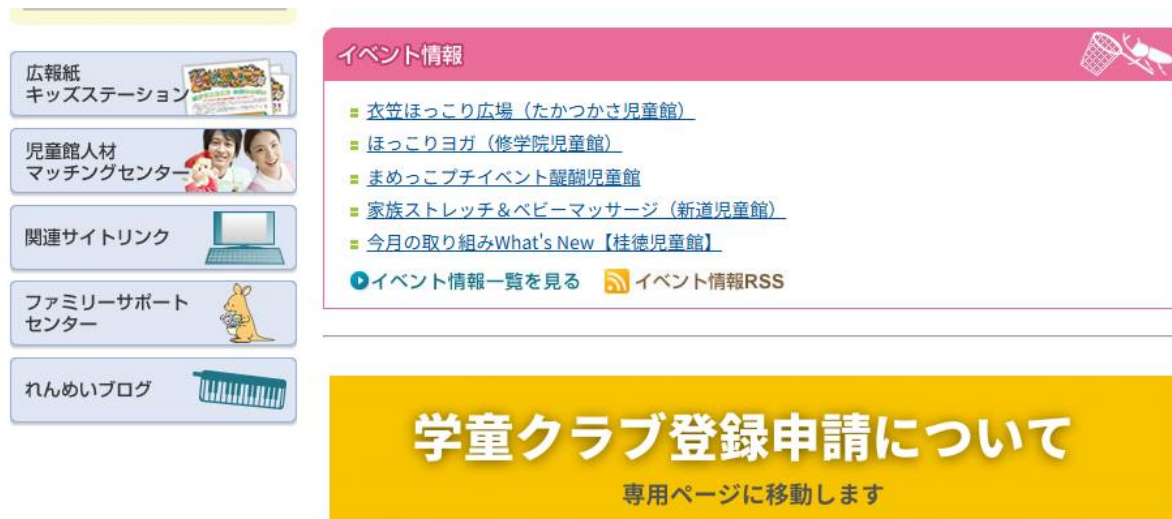 広報紙
キッズステーション
児童館人材
マッチングセンター
関連サイトリンク
ファミリーサポート
センター
れんめいブログ
イベント情報
衣笠ほっこり広場（たかつかさ児童館）
ほっこりヨガ（修学院児童館）
まめっこプチイベント醍醐児童館
家族ストレッチ＆ベビーマッサージ（新道児童館）
今月の取り組みWhat's New【桂徳児童館】
イベント情報一覧を見る イベント情報RSS
学童クラブ登録申請について
専用ページに移動します